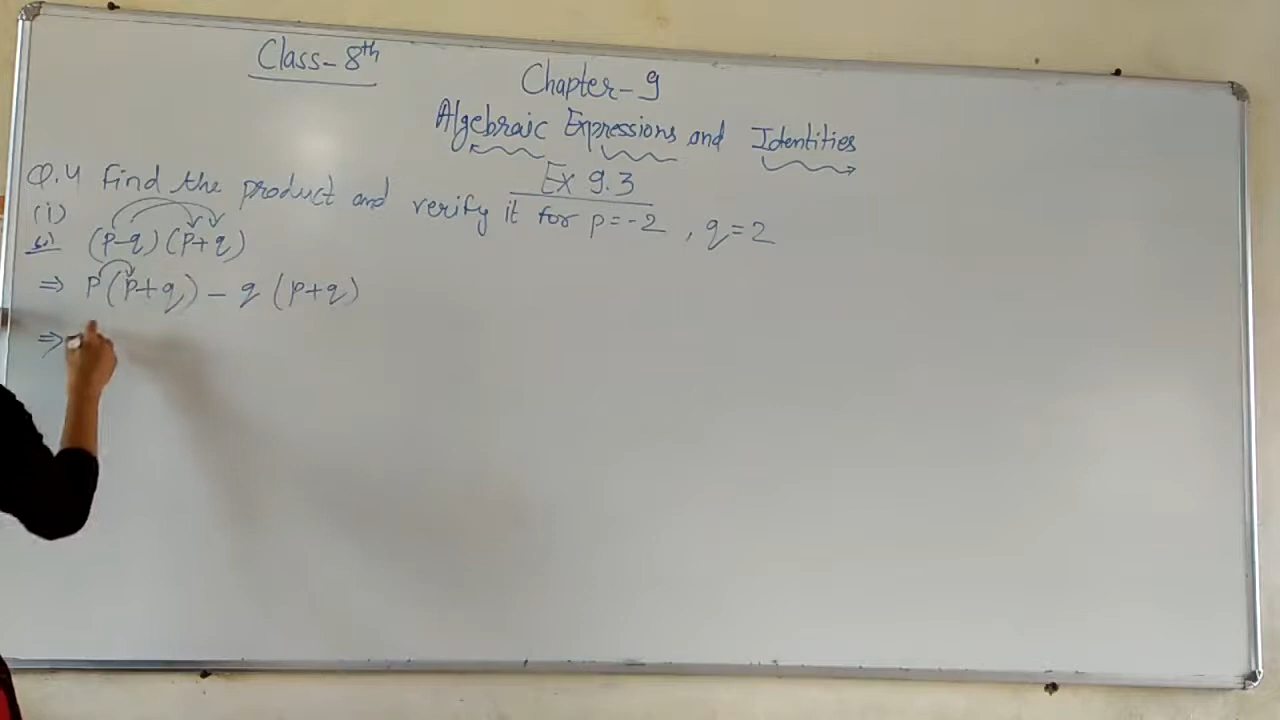 Class-8th
Chapter-9
Algebraic Expressions and Identities
Ex 9.3
Q.4 Find the product and verify it for p=-2, q=2
(i)
(p-q)(p+q)
⇒ p(p+q) - q(p+q)
⇒